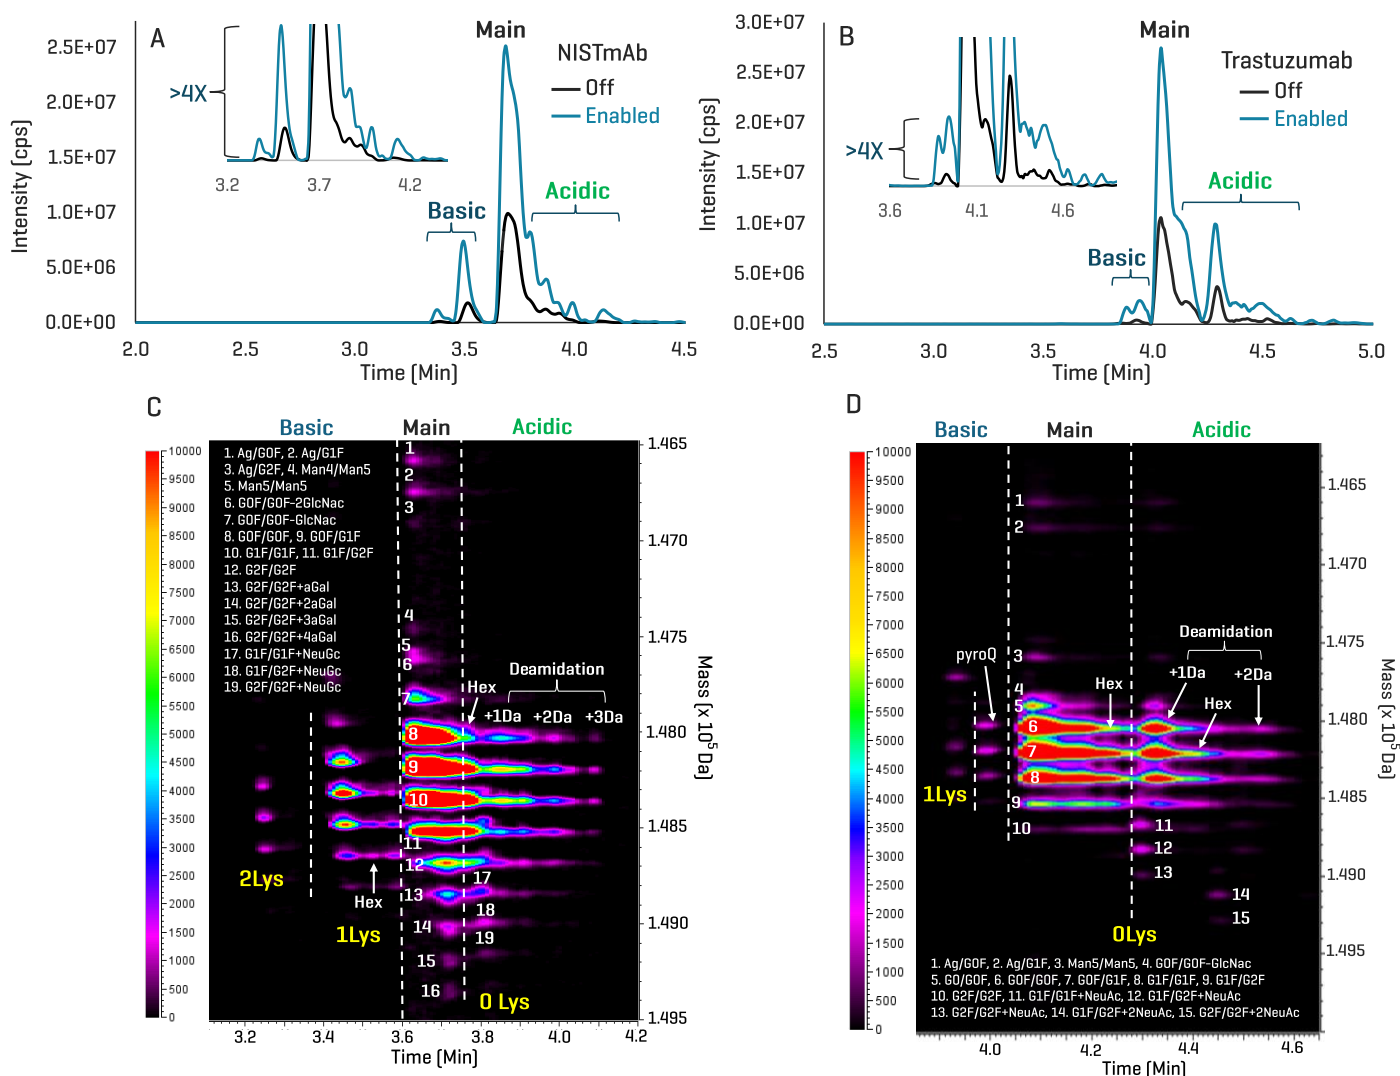 A
Main
NISTmAb
Off
Enabled
>4X
3.2 3.7 4.2
Basic
Acidic
Intensity [cps]
2.5E+07
2.0E+07
1.5E+07
1.0E+07
5.0E+06
0.0E+00
2.0 2.5 3.0 3.5 4.0 4.5
Time [Min]
B
Main
Trastuzumab
Off
Enabled
>4X
3.6 4.1 4.6
Basic
Acidic
Intensity [cps]
3.0E+07
2.5E+07
2.0E+07
1.5E+07
1.0E+07
5.0E+06
0.0E+00
2.5 3.0 3.5 4.0 4.5 5.0
Time [Min]
C
Basic Main Acidic
10000
9500
9000
8500
8000
7500
7000
6500
6000
5500
5000
4500
4000
3500
3000
2500
2000
1500
1000
500
0
1. Ag/G0F, 2. Ag/G1F
3. Ag/G2F, 4. Man4/Man5
5. Man5/Man5
6. G0F/G0F-2GlcNac
7. G0F/G0F-GlcNac
8. G0F/G0F, 9. G0F/G1F
10. G1F/G1F, 11. G1F/G2F
12. G2F/G2F
13. G2F/G2F+aGal
14. G2F/G2F+2aGal
15. G2F/G2F+3aGal
16. G2F/G2F+4aGal
17. G1F/G1F+NeuGc
18. G1F/G2F+NeuGc
19. G2F/G2F+NeuGc
1
2
3
4
5
6
7
8
9
10
11
12
13
14
15
16
17
18
19
Deamidation
Hex
+1Da +2Da +3Da
Hex
2Lys
1Lys
0 Lys
1.465
1.470
1.475
1.480
1.485
1.490
1.495
Mass [x 10⁵ Da]
3.2 3.4 3.6 3.8 4.0 4.2
Time [Min]
D
Basic Main Acidic
10000
9500
9000
8500
8000
7500
7000
6500
6000
5500
5000
4500
4000
3500
3000
2500
2000
1500
1000
500
0
1
2
3
4
5
6
7
8
9
10
11
12
13
14
15
pyroQ
Hex
Deamidation
+1Da +2Da
Hex
1Lys
0Lys
1. Ag/G0F, 2. Ag/G1F, 3. Man5/Man5, 4. G0F/G0F-GlcNac
5. G0/G0F, 6. G0F/G0F, 7. G0F/G1F, 8. G1F/G1F, 9. G1F/G2F
10. G2F/G2F, 11. G1F/G1F+NeuAc, 12. G1F/G2F+NeuAc
13. G2F/G2F+NeuAc, 14. G1F/G2F+2NeuAc, 15. G2F/G2F+2NeuAc
1.465
1.470
1.475
1.480
1.485
1.490
1.495
Mass [x 10⁵ Da]
4.0 4.2 4.4 4.6
Time [Min]